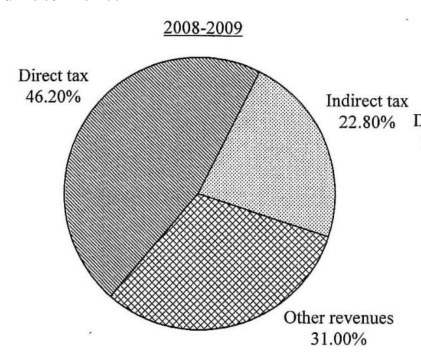 2008-2009
Direct tax
46.20%
Indirect tax
22.80%
Other revenues
31.00%